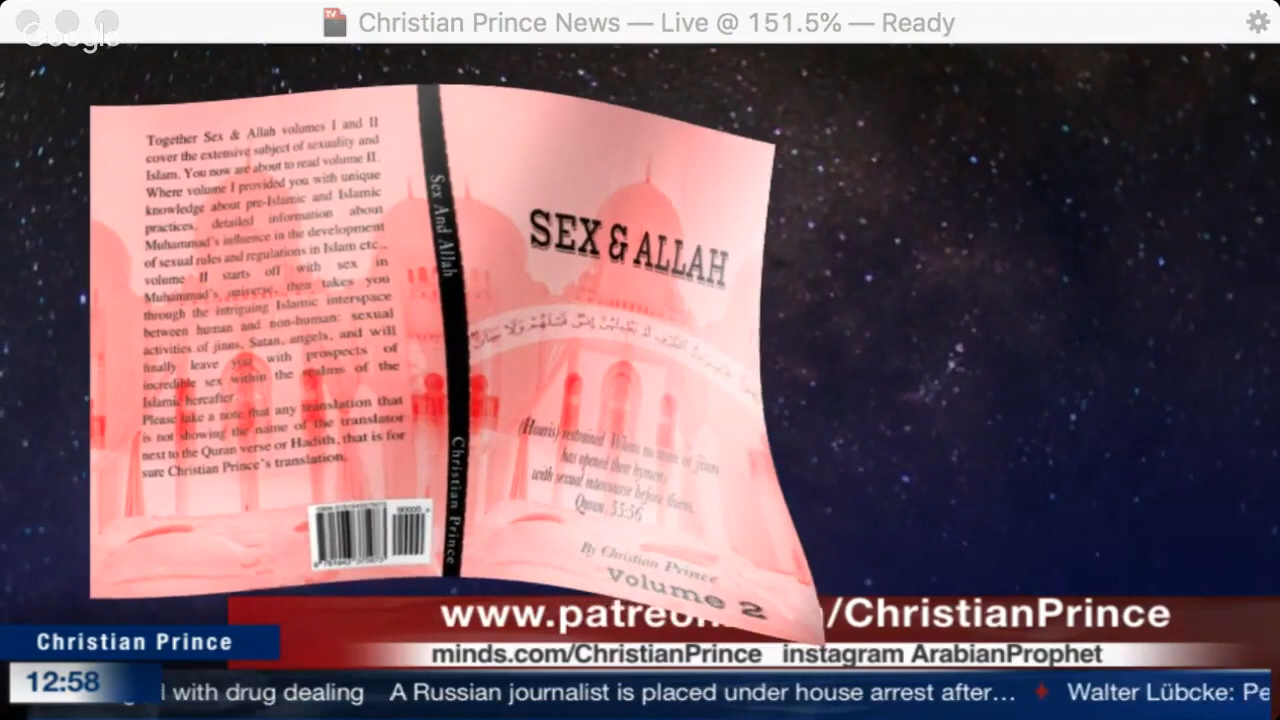 Christian Prince News — Live @ 151.5% — Ready
Google
Together Sex & Allah volumes I and II
cover the extensive subject of sexuality and
Islam. You now are about to read volume II.
Where volume I provided you with unique
knowledge about pre-Islamic and Islamic
practices, detailed information about
Muhammad's influence in the development
of sexual rules and regulations in Islam etc.,
volume II starts off with sex in
Muhammad's universe, then takes you
through the intriguing Islamic interspace
between human and non-human: sexual
activities of jinns, Satan, angels, and will
finally leave you with prospects of
incredible sex within the realms of the
Islamic hereafter.
Please take a note that any translation that
is not showing the name of the translator
next to the Quran verse or Hadith, that is for
sure Christian Prince's translation.
90000
Sex And Allah
Christian Prince
SEX & ALLAH
(Houris) restrained Whom no men or jinns
has opened their hymens
with sexual intercourse before them.
Quran 55:56
By Christian Prince
Volume 2
www.patreon /ChristianPrince
minds.com/ChristianPrince instagram ArabianProphet
Christian Prince
12:58
with drug dealing A Russian journalist is placed under house arrest after… Walter Lübcke: Pe